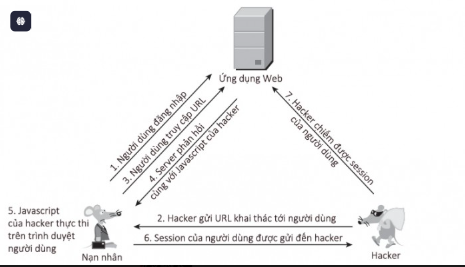 Ứng dụng Web
1. Người dùng đăng nhập
3. Người dùng truy cập URL
4. Server phản hồi
cùng với Javascript của hacker
7. Hacker chiếm được session
của người dùng
5. Javascript
của hacker thực thi
trên trình duyệt
người dùng
2. Hacker gửi URL khai thác tới người dùng
6. Session của người dùng được gửi đến hacker
Nạn nhân
Hacker